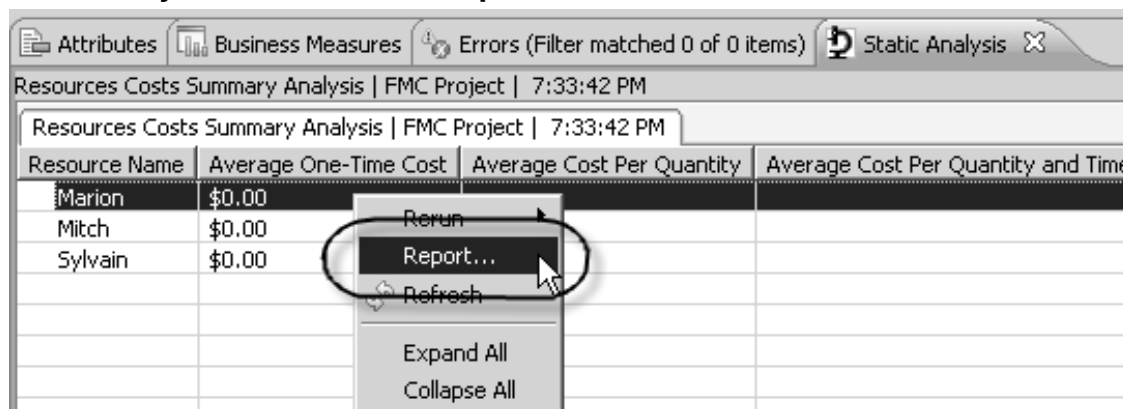 Attributes Business Measures Errors (Filter matched 0 of 0 items) Static Analysis
Resources Costs Summary Analysis | FMC Project | 7:33:42 PM
Resources Costs Summary Analysis | FMC Project | 7:33:42 PM
Resource Name Average One-Time Cost Average Cost Per Quantity Average Cost Per Quantity and Time
Marion $0.00
Mitch $0.00
Sylvain $0.00
Rerun
Report...
Refresh
Expand All
Collapse All